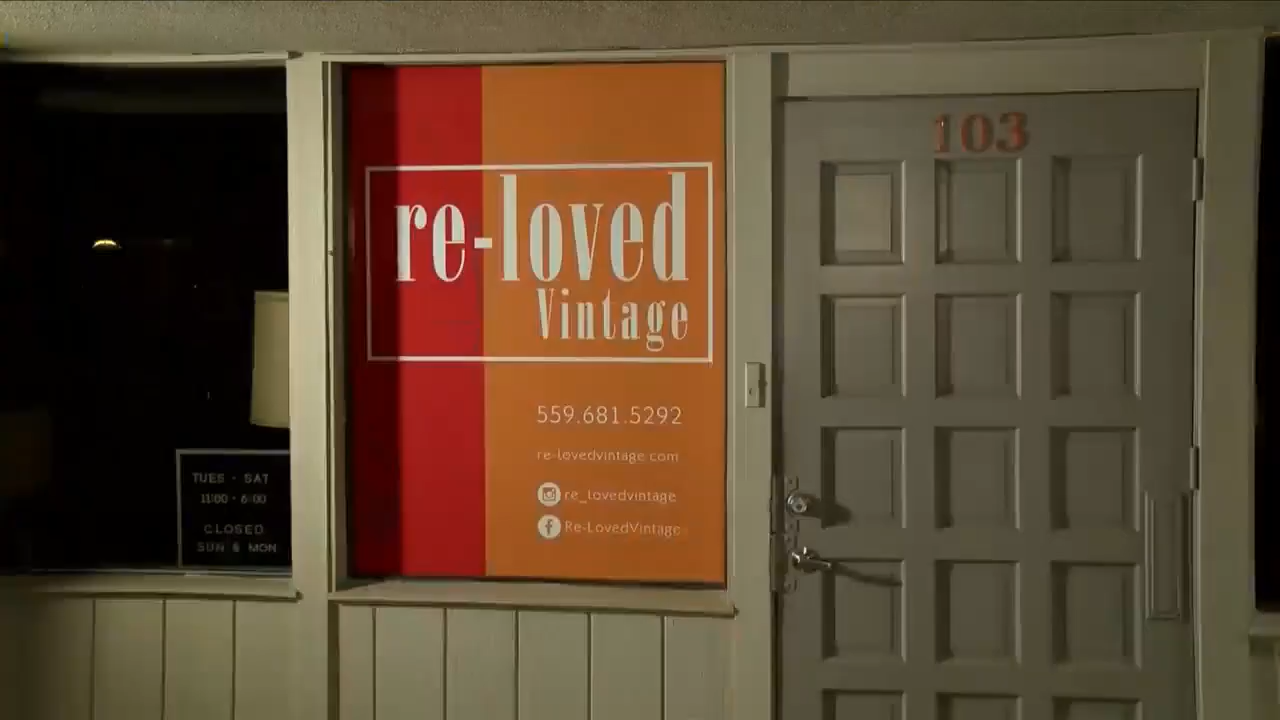 103
re-loved
Vintage
559.681.5292
re-lovedvintage.com
re_lovedvintage
Re-LovedVintage
TUES - SAT
11:00 - 6:00
CLOSED
SUN & MON